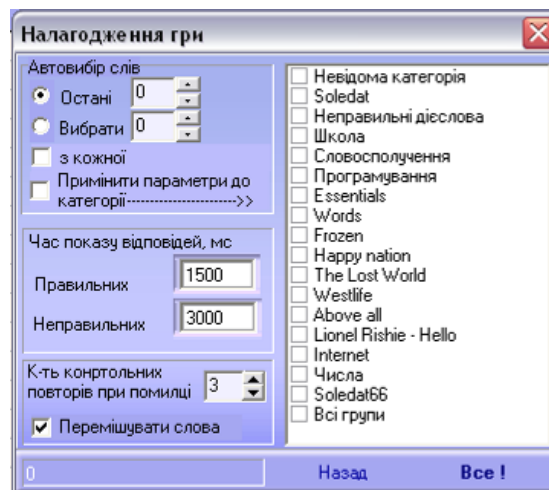 Налагодження гри
Автовибір слів
Остані 0
Вибрати 0
з кожної
Примінити параметри до
категорії----------------------->>
Час показу відповідей, мс
Правильних 1500
Неправильних 3000
К-ть конртольних
повторів при помилці 3
Перемішувати слова
Невідома категорія
Soledat
Неправильні дієслова
Школа
Словосполучення
Програмування
Essentials
Words
Frozen
Happy nation
The Lost World
Westlife
Above all
Lionel Rishie - Hello
Internet
Числа
Soledat66
Всі групи
0
Назад
Все !